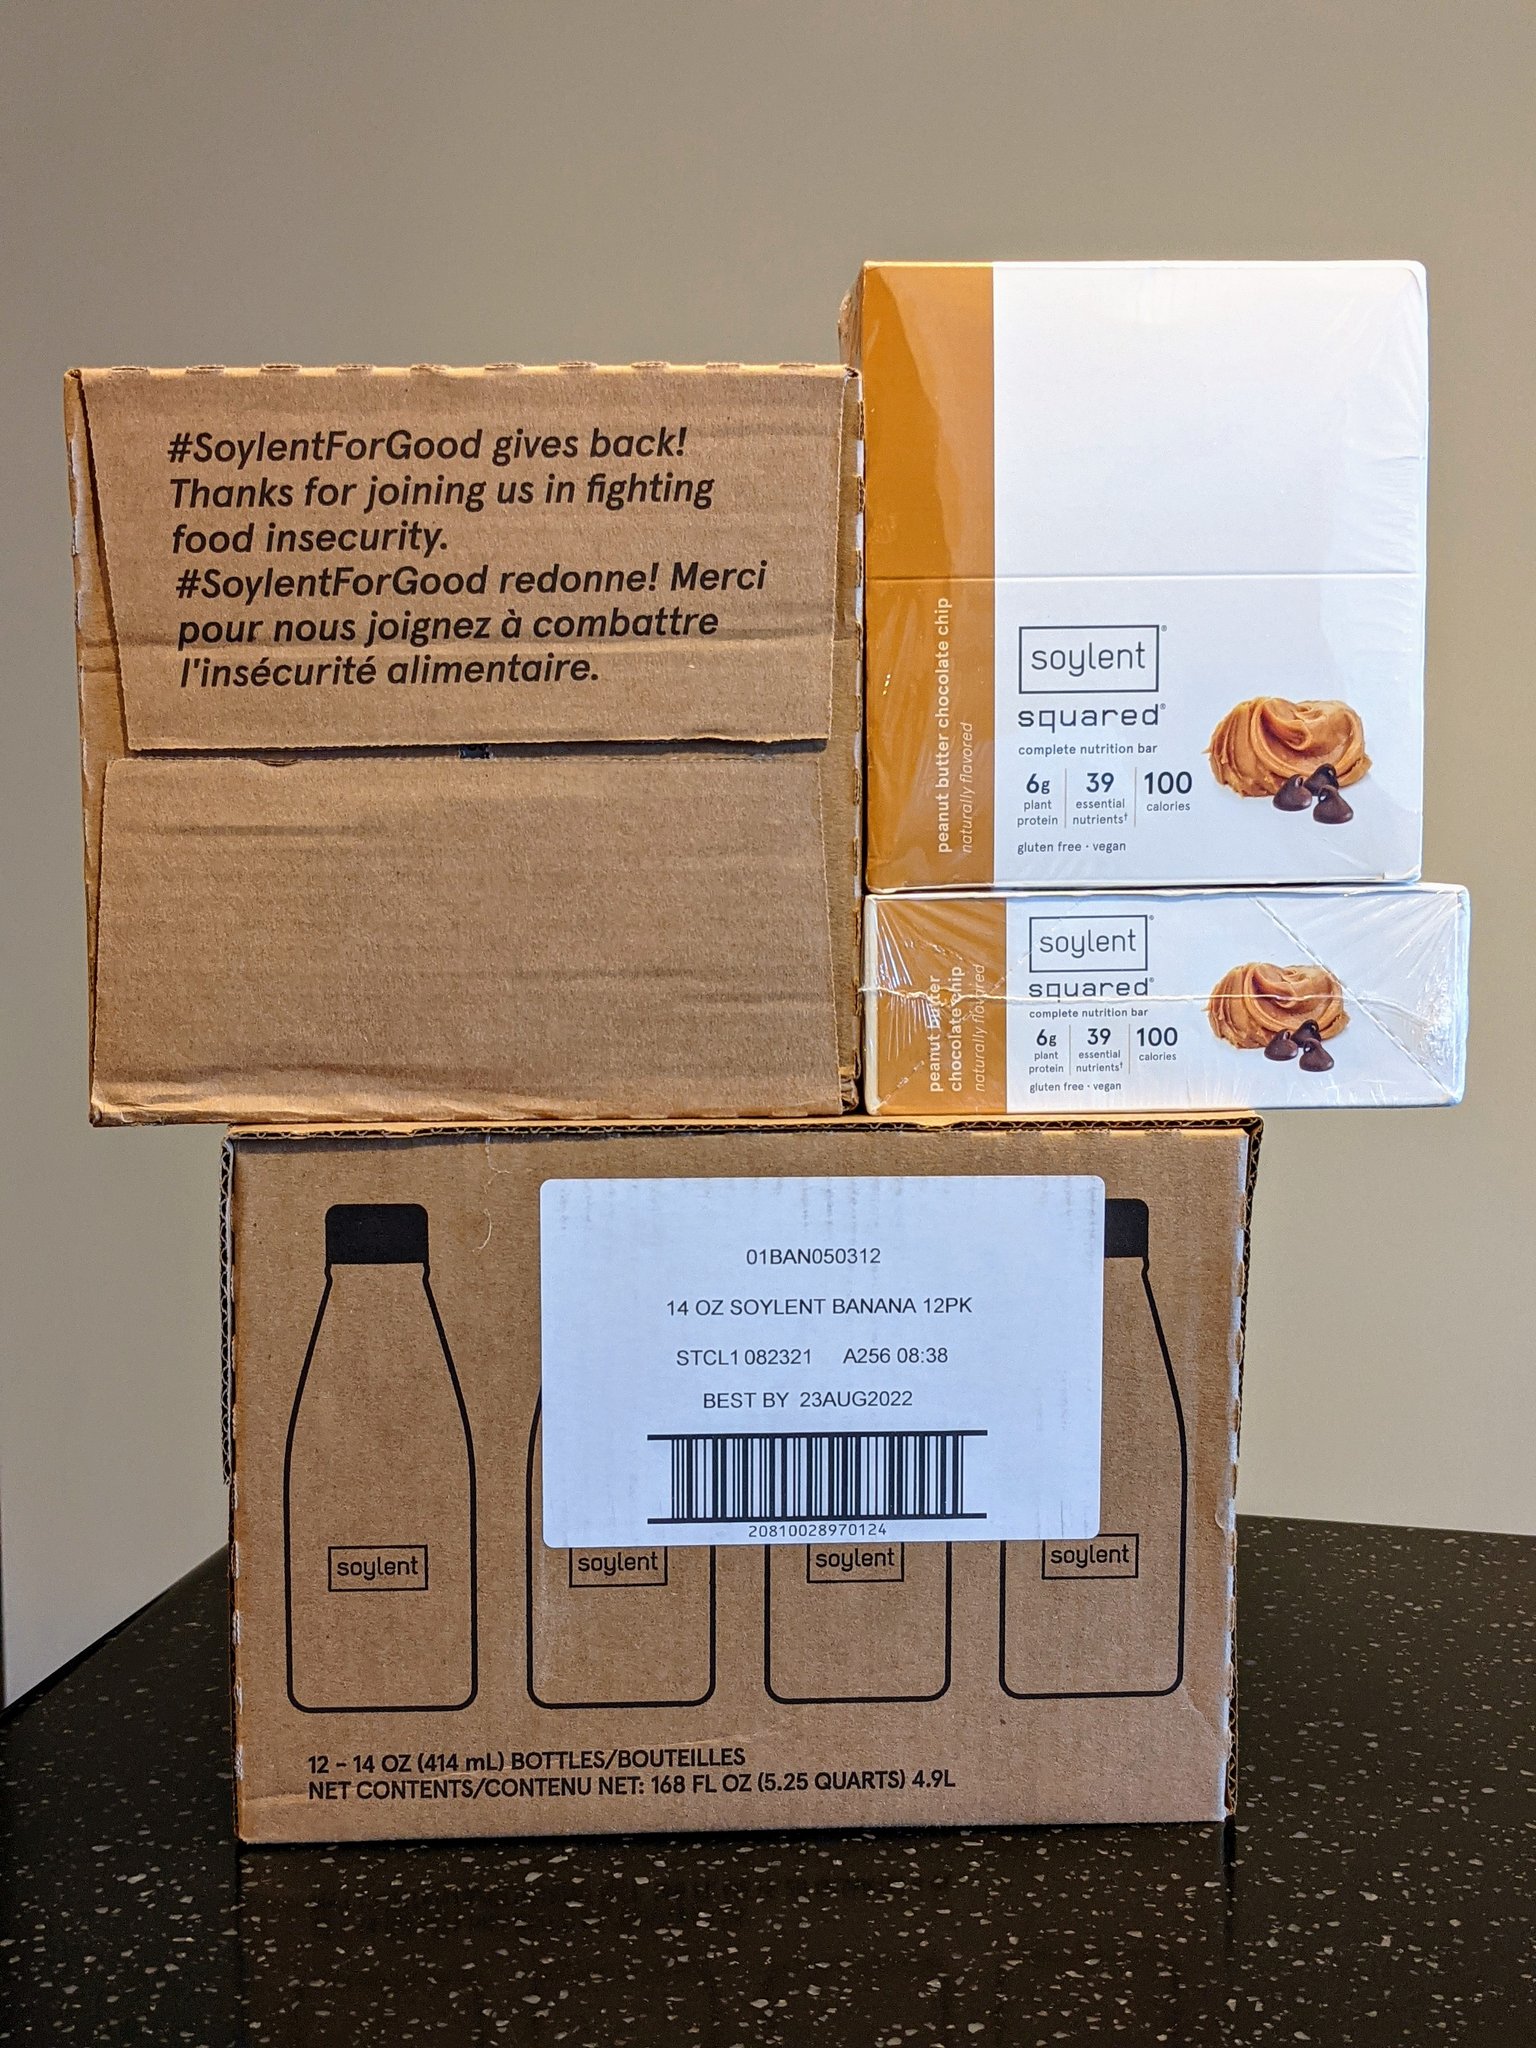 #SoylentForGood gives back!
Thanks for joining us in fighting
food insecurity.
#SoylentForGood redonne! Merci
pour nous joignez à combattre
l'insécurité alimentaire.
peanut butter chocolate chip
naturally flavored
soylent®
squared®
complete nutrition bar
6g
plant
protein
39
essential
nutrients†
100
calories
gluten free · vegan
peanut butter
chocolate chip
naturally flavored
soylent®
squared®
complete nutrition bar
6g
plant
protein
39
essential
nutrients†
100
calories
gluten free · vegan
01BAN050312
14 OZ SOYLENT BANANA 12PK
STCL1 082321 A256 08:38
BEST BY 23AUG2022
20810028970124
soylent
soylent
soylent
soylent
12 - 14 OZ (414 mL) BOTTLES/BOUTEILLES
NET CONTENTS/CONTENU NET: 168 FL OZ (5.25 QUARTS) 4.9L